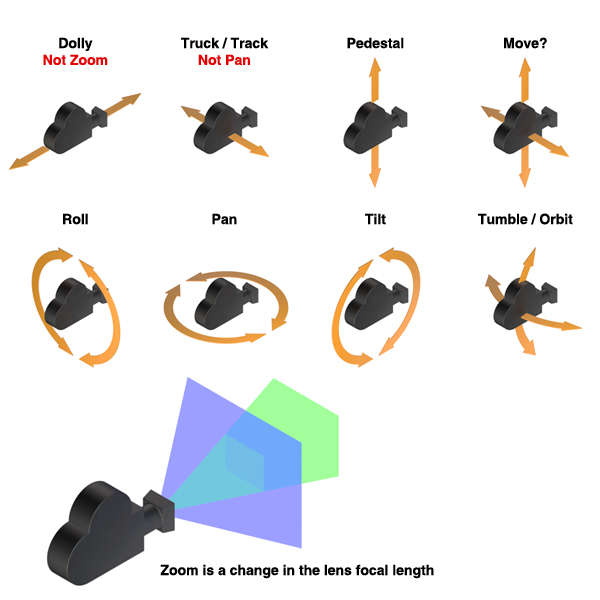 Dolly
Not Zoom
Truck / Track
Not Pan
Pedestal
Move?
Roll
Pan
Tilt
Tumble / Orbit
Zoom is a change in the lens focal length